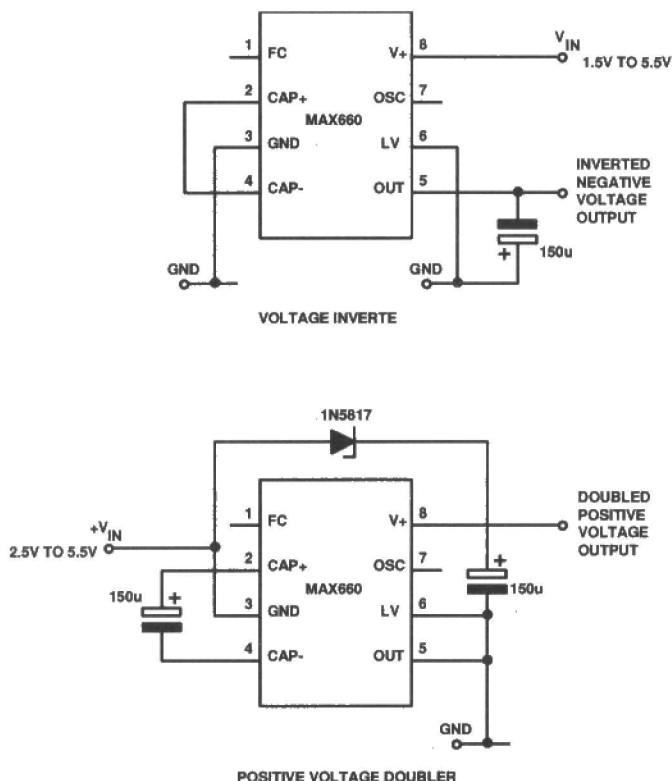 1 FC V+ 8 V IN
1.5V TO 5.5V
2 CAP+ OSC 7
MAX660
3 GND LV 6
4 CAP- OUT 5
INVERTED
NEGATIVE
VOLTAGE
OUTPUT
+ 150u
GND GND
VOLTAGE INVERTE
1N5817
1 FC V+ 8
DOUBLED
POSITIVE
VOLTAGE
OUTPUT
+V IN
2.5V TO 5.5V
2 CAP+ OSC 7
150u + MAX660 + 150u
3 GND LV 6
4 CAP- OUT 5
GND
POSITIVE VOLTAGE DOUBLER